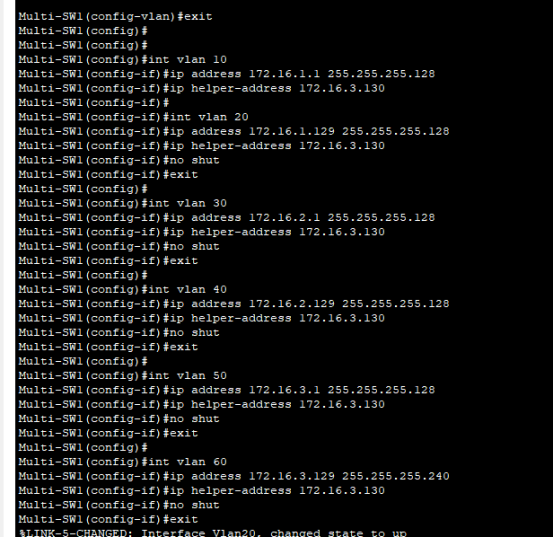 Multi-SW1(config-vlan)#exit
Multi-SW1(config)#
Multi-SW1(config)#
Multi-SW1(config)#int vlan 10
Multi-SW1(config-if)#ip address 172.16.1.1 255.255.255.128
Multi-SW1(config-if)#ip helper-address 172.16.3.130
Multi-SW1(config-if)#
Multi-SW1(config-if)#int vlan 20
Multi-SW1(config-if)#ip address 172.16.1.129 255.255.255.128
Multi-SW1(config-if)#ip helper-address 172.16.3.130
Multi-SW1(config-if)#no shut
Multi-SW1(config-if)#exit
Multi-SW1(config)#
Multi-SW1(config)#int vlan 30
Multi-SW1(config-if)#ip address 172.16.2.1 255.255.255.128
Multi-SW1(config-if)#ip helper-address 172.16.3.130
Multi-SW1(config-if)#no shut
Multi-SW1(config-if)#exit
Multi-SW1(config)#
Multi-SW1(config)#int vlan 40
Multi-SW1(config-if)#ip address 172.16.2.129 255.255.255.128
Multi-SW1(config-if)#ip helper-address 172.16.3.130
Multi-SW1(config-if)#no shut
Multi-SW1(config-if)#exit
Multi-SW1(config)#
Multi-SW1(config)#int vlan 50
Multi-SW1(config-if)#ip address 172.16.3.1 255.255.255.128
Multi-SW1(config-if)#ip helper-address 172.16.3.130
Multi-SW1(config-if)#no shut
Multi-SW1(config-if)#exit
Multi-SW1(config)#
Multi-SW1(config)#int vlan 60
Multi-SW1(config-if)#ip address 172.16.3.129 255.255.255.240
Multi-SW1(config-if)#ip helper-address 172.16.3.130
Multi-SW1(config-if)#no shut
Multi-SW1(config-if)#exit
%LINK-5-CHANGED: Interface Vlan20, changed state to up